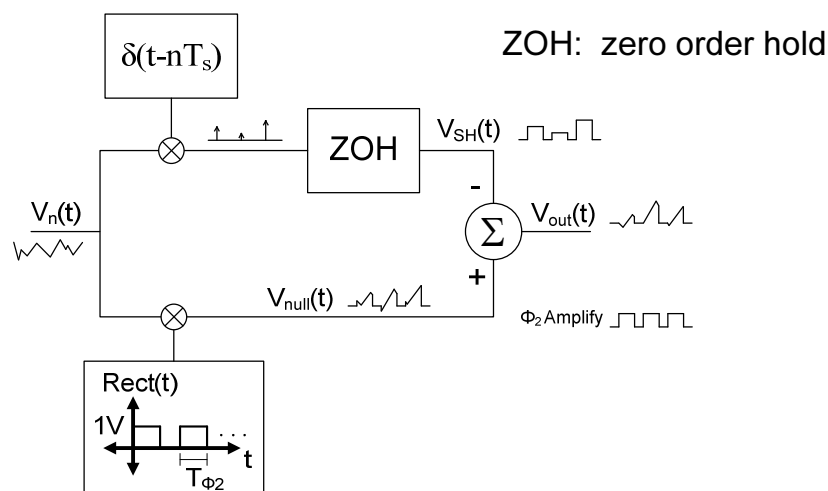 δ(t-nTs)
ZOH: zero order hold
ZOH
VSH(t)
-
Vn(t)
Σ
Vout(t)
+
Vnull(t)
Φ2 Amplify
Rect(t)
1V
. . .
t
TΦ2